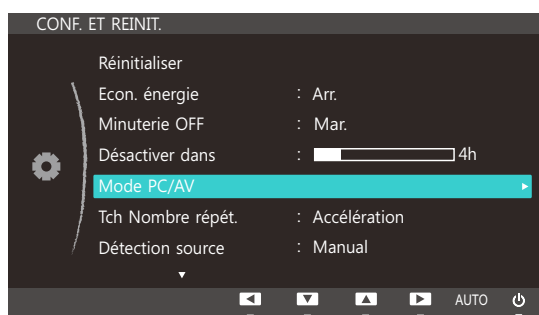 CONF. ET REINIT.
Réinitialiser
Econ. énergie : Arr.
Minuterie OFF : Mar.
Désactiver dans : 4h
Mode PC/AV
Tch Nombre répét. : Accélération
Détection source : Manual
AUTO